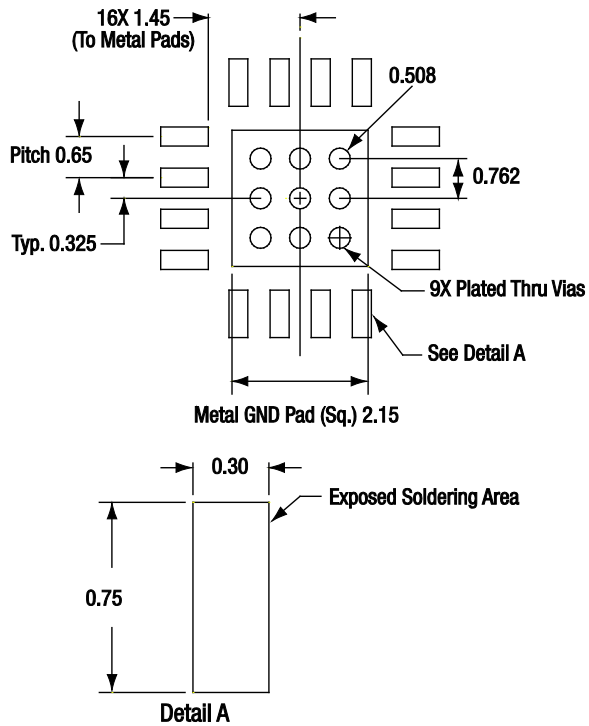 16X 1.45
(To Metal Pads)
0.508
Pitch 0.65
0.762
Typ. 0.325
9X Plated Thru Vias
See Detail A
Metal GND Pad (Sq.) 2.15
0.30
Exposed Soldering Area
0.75
Detail A